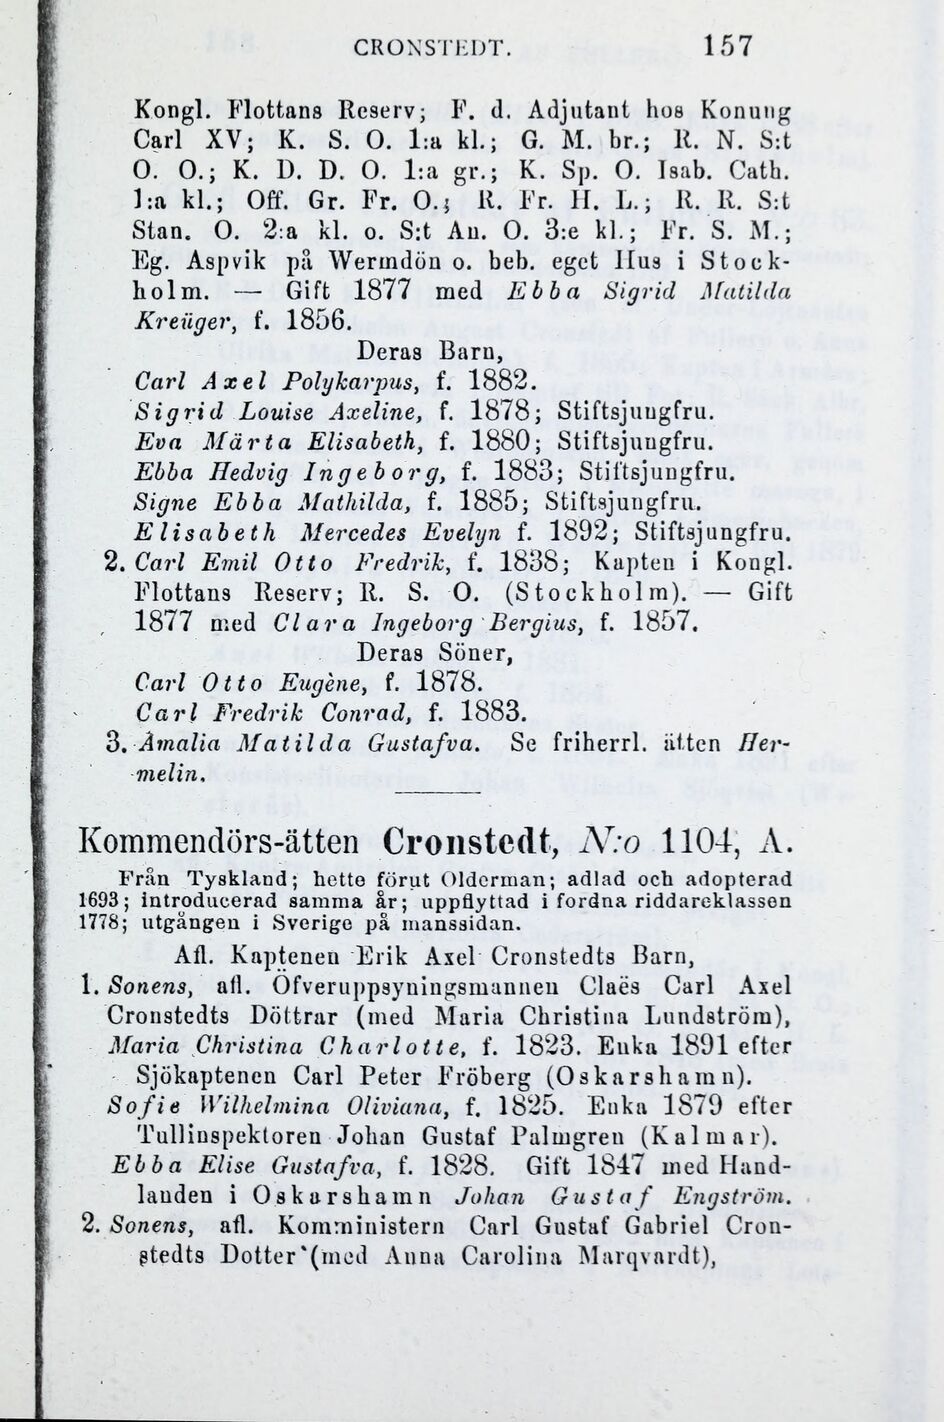 CRONSTEDT. 157
Kongl. Flottans Reserv; F. d. Adjutant hos Konung
Carl XV; K. S. O. 1:a kl.; G. M. br.; R. N. S:t
O. O.; K. D. D. O. 1:a gr.; K. Sp. O. Isab. Cath.
1:a kl.; Off. Gr. Fr. O.; R. Fr. H. L.; R. R. S:t
Stan. O. 2:a kl. o. S:t An. O. 3:e kl.; Fr. S. M.;
Eg. Aspvik på Wermdön o. beb. eget Hus i Stock-
holm. — Gift 1877 med Ebba Sigrid Matilda
Kreüger, f. 1856.
Deras Barn,
Carl Axel Polykarpus, f. 1882.
Sigrid Louise Axeline, f. 1878; Stiftsjungfru.
Eva Märta Elisabeth, f. 1880; Stiftsjungfru.
Ebba Hedvig Ingeborg, f. 1883; Stiftsjungfru.
Signe Ebba Mathilda, f. 1885; Stiftsjungfru.
Elisabeth Mercedes Evelyn f. 1892; Stiftsjungfru.
2. Carl Emil Otto Fredrik, f. 1838; Kapten i Kongl.
Flottans Reserv; R. S. O. (Stockholm). — Gift
1877 med Clara Ingeborg Bergius, f. 1857.
Deras Söner,
Carl Otto Eugène, f. 1878.
Carl Fredrik Conrad, f. 1883.
3. Amalia Matilda Gustafva. Se friherrl. ätten Her-
melin.
Kommendörs-ätten Cronstedt, N:o 1104, A.
Från Tyskland; hette förut Olderman; adlad och adopterad
1693; introducerad samma år; uppflyttad i fordna riddareklassen
1778; utgången i Sverige på manssidan.
Afl. Kaptenen Erik Axel Cronstedts Barn,
1. Sonens, afl. Öfveruppsyningsmannen Claës Carl Axel
Cronstedts Döttrar (med Maria Christina Lundström),
Maria Christina Charlotte, f. 1823. Enka 1891 efter
Sjökaptenen Carl Peter Fröberg (Oskarshamn).
Sofie Wilhelmina Oliviana, f. 1825. Enka 1879 efter
Tullinspektoren Johan Gustaf Palmgren (Kalmar).
Ebba Elise Gustafva, f. 1828. Gift 1847 med Hand-
landen i Oskarshamn Johan Gustaf Engström.
2. Sonens, afl. Komministern Carl Gustaf Gabriel Cron-
stedts Dotter (med Anna Carolina Marqvardt),